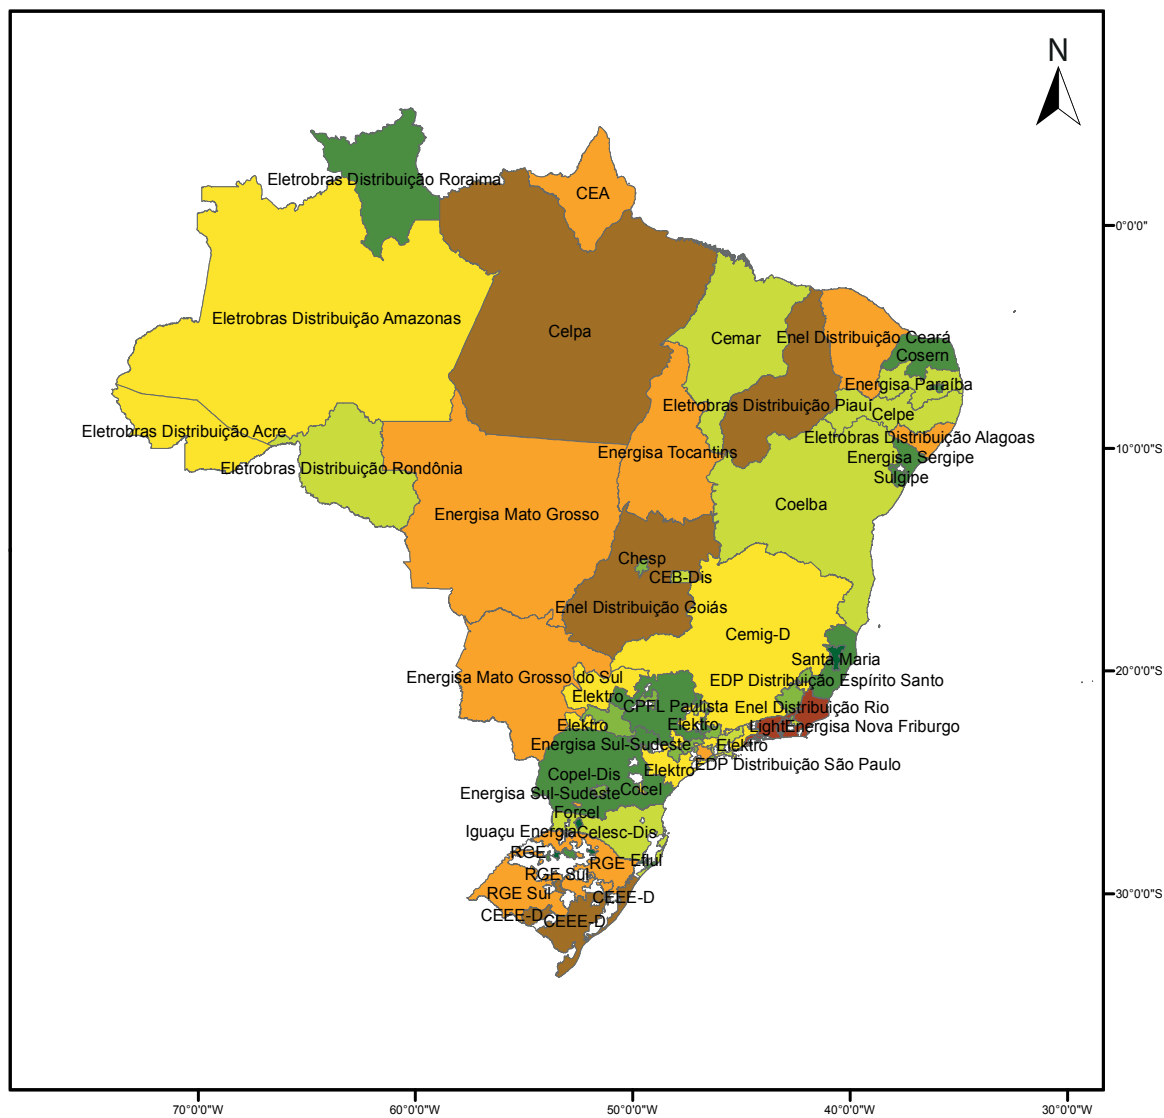 N
Eletrobras Distribuição Roraima
CEA
0°0'0"
Eletrobras Distribuição Amazonas
Celpa
Cemar
Enel Distribuição Ceará
Cosern
Energisa Paraíba
Eletrobras Distribuição Piauí
Celpe
Eletrobras Distribuição Acre
Eletrobras Distribuição Alagoas
10°0'0"S
Energisa Tocantins
Energisa Sergipe
Eletrobras Distribuição Rondônia
Sulgipe
Coelba
Energisa Mato Grosso
Chesp
CEB-Dis
Enel Distribuição Goiás
Cemig-D
Santa Maria
20°0'0"S
Energisa Mato Grosso do Sul
EDP Distribuição Espírito Santo
Elektro
CPFL Paulista
Enel Distribuição Rio
Elektro
Elektro
Light
Energisa Nova Friburgo
Energisa Sul-Sudeste
Elektro
EDP Distribuição São Paulo
Elektro
Copel-Dis
Cocel
Energisa Sul-Sudeste
Forcel
Iguaçu Energia
Celesc-Dis
RGE
RGE
Eflul
RGE Sul
RGE Sul
CEEE-D
30°0'0"S
CEEE-D
CEEE-D
70°0'0"W
60°0'0"W
50°0'0"W
40°0'0"W
30°0'0"W